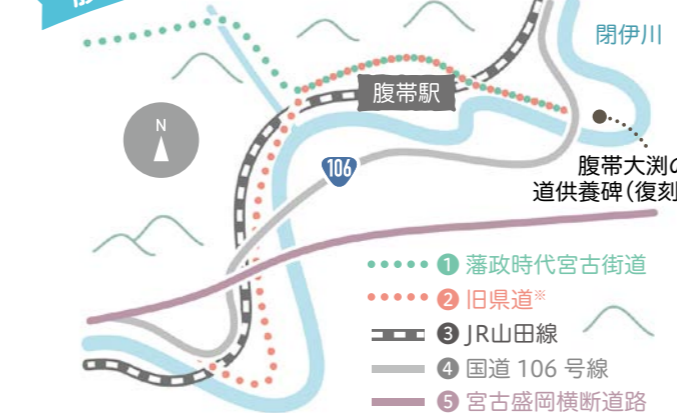 閉伊川
腹帯駅
N
106
腹帯大渕の
道供養碑（復刻
❶ 藩政時代宮古街道
❷ 旧県道※
❸ JR山田線
❹ 国道 106 号線
❺ 宮古盛岡横断道路